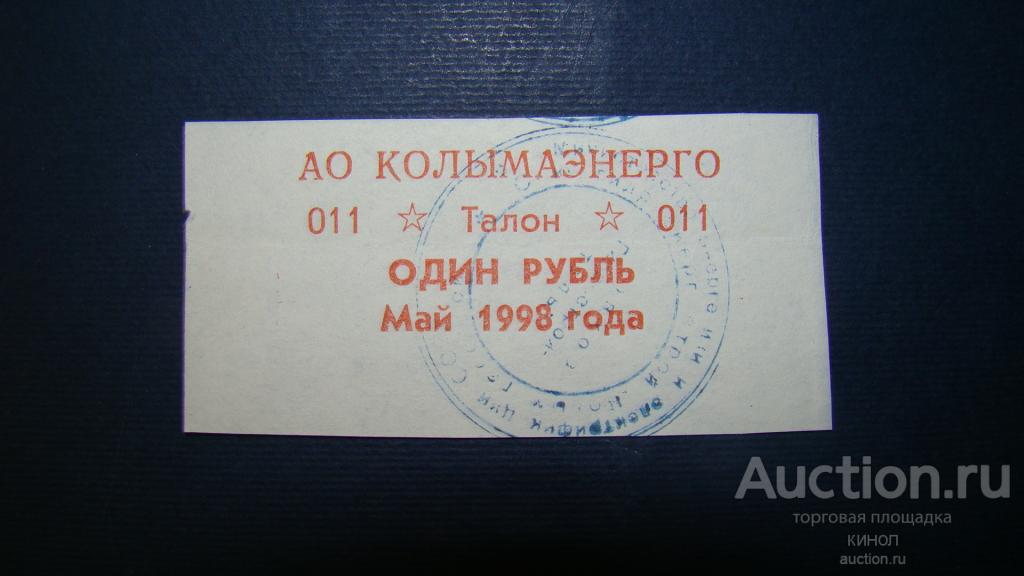 АО КОЛЫМАЭНЕРГО
011 ☆ Талон ☆ 011
ОДИН РУБЛЬ
Май 1998 года
Auction.ru
торговая площадка
КИНОЛ
auction.ru